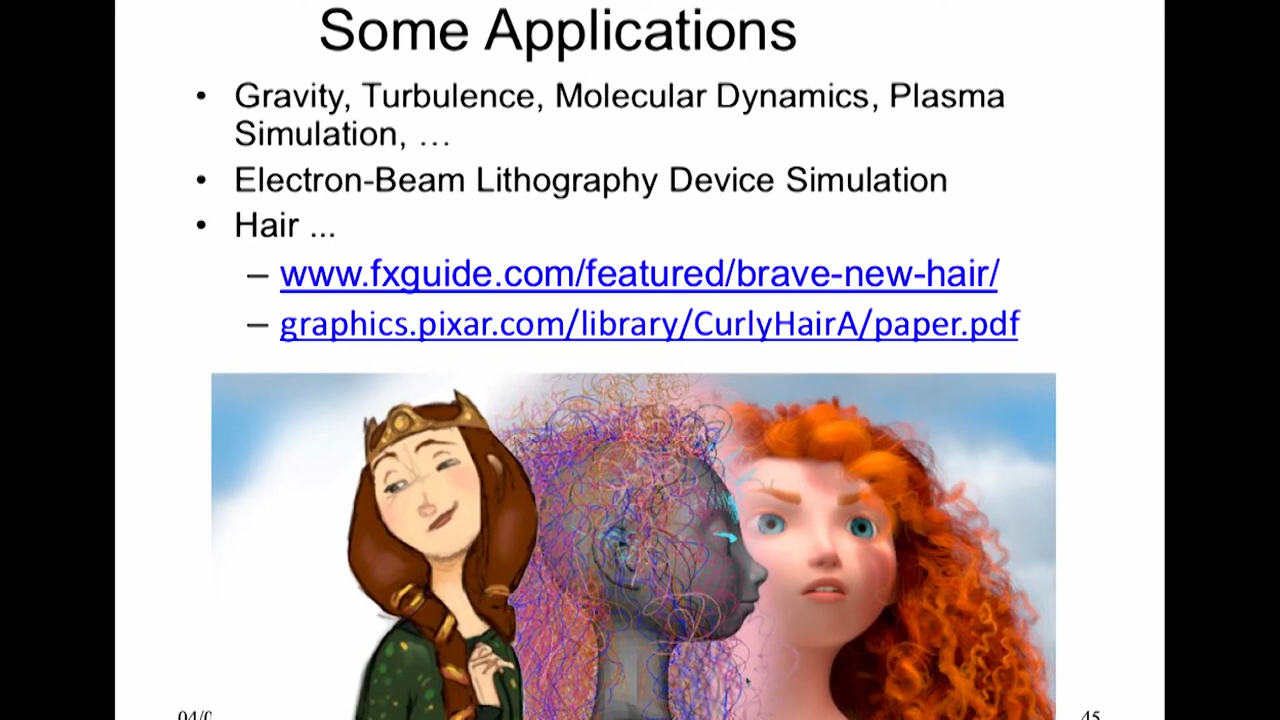 Some Applications
• Gravity, Turbulence, Molecular Dynamics, Plasma
Simulation, …
• Electron-Beam Lithography Device Simulation
• Hair ...
– www.fxguide.com/featured/brave-new-hair/
– graphics.pixar.com/library/CurlyHairA/paper.pdf
45